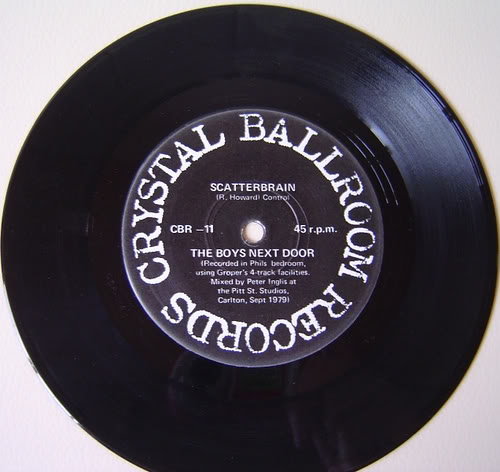 CRYSTAL BALLROOM RECORDS
SCATTERBRAIN
(R. Howard) Control
CBR -11
45 r.p.m.
THE BOYS NEXT DOOR
(Recorded in Phils bedroom,
using Groper's 4-track facilities.
Mixed by Peter Inglis at
the Pitt St. Studios,
Carlton, Sept 1979)